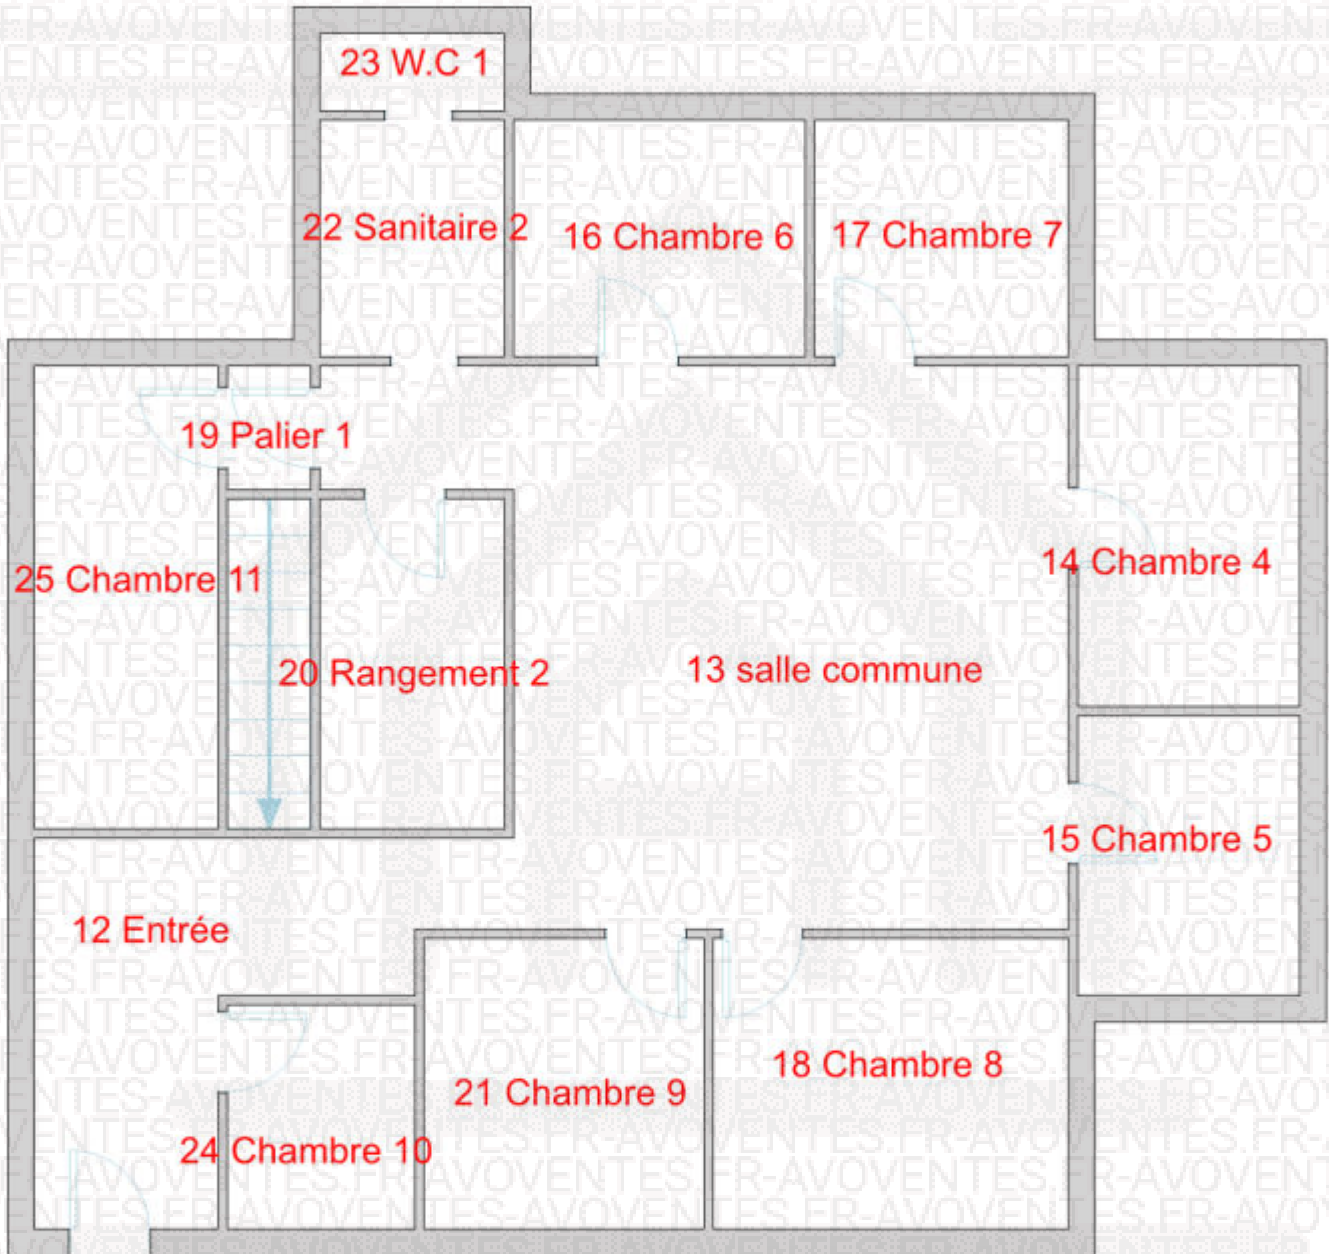 23 W.C 1
22 Sanitaire 2
16 Chambre 6
17 Chambre 7
19 Palier 1
25 Chambre 11
14 Chambre 4
20 Rangement 2
13 salle commune
15 Chambre 5
12 Entrée
18 Chambre 8
21 Chambre 9
24 Chambre 10
AVOVENTES.FR